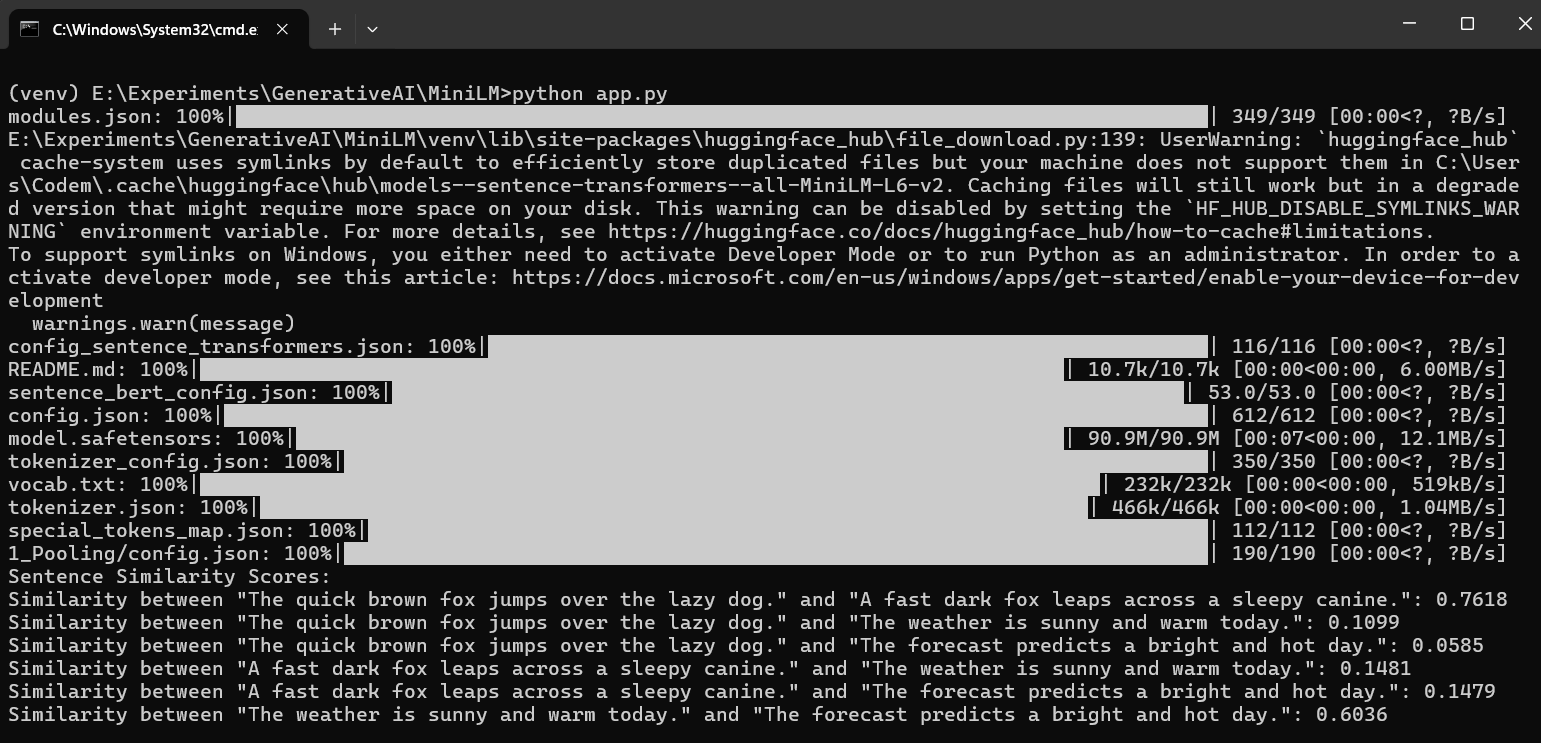 C:\Windows\System32\cmd.e
(venv) E:\Experiments\GenerativeAI\MiniLM>python app.py
modules.json: 100%| | 349/349 [00:00<?, ?B/s]
E:\Experiments\GenerativeAI\MiniLM\venv\lib\site-packages\huggingface_hub\file_download.py:139: UserWarning: `huggingface_hub`
 cache-system uses symlinks by default to efficiently store duplicated files but your machine does not support them in C:\User
s\Codem\.cache\huggingface\hub\models--sentence-transformers--all-MiniLM-L6-v2. Caching files will still work but in a degrade
d version that might require more space on your disk. This warning can be disabled by setting the `HF_HUB_DISABLE_SYMLINKS_WAR
NING` environment variable. For more details, see https://huggingface.co/docs/huggingface_hub/how-to-cache#limitations.
To support symlinks on Windows, you either need to activate Developer Mode or to run Python as an administrator. In order to a
ctivate developer mode, see this article: https://docs.microsoft.com/en-us/windows/apps/get-started/enable-your-device-for-dev
elopment
  warnings.warn(message)
config_sentence_transformers.json: 100%| | 116/116 [00:00<?, ?B/s]
README.md: 100%| | 10.7k/10.7k [00:00<00:00, 6.00MB/s]
sentence_bert_config.json: 100%| | 53.0/53.0 [00:00<?, ?B/s]
config.json: 100%| | 612/612 [00:00<?, ?B/s]
model.safetensors: 100%| | 90.9M/90.9M [00:07<00:00, 12.1MB/s]
tokenizer_config.json: 100%| | 350/350 [00:00<?, ?B/s]
vocab.txt: 100%| | 232k/232k [00:00<00:00, 519kB/s]
tokenizer.json: 100%| | 466k/466k [00:00<00:00, 1.04MB/s]
special_tokens_map.json: 100%| | 112/112 [00:00<?, ?B/s]
1_Pooling/config.json: 100%| | 190/190 [00:00<?, ?B/s]
Sentence Similarity Scores:
Similarity between "The quick brown fox jumps over the lazy dog." and "A fast dark fox leaps across a sleepy canine.": 0.7618
Similarity between "The quick brown fox jumps over the lazy dog." and "The weather is sunny and warm today.": 0.1099
Similarity between "The quick brown fox jumps over the lazy dog." and "The forecast predicts a bright and hot day.": 0.0585
Similarity between "A fast dark fox leaps across a sleepy canine." and "The weather is sunny and warm today.": 0.1481
Similarity between "A fast dark fox leaps across a sleepy canine." and "The forecast predicts a bright and hot day.": 0.1479
Similarity between "The weather is sunny and warm today." and "The forecast predicts a bright and hot day.": 0.6036